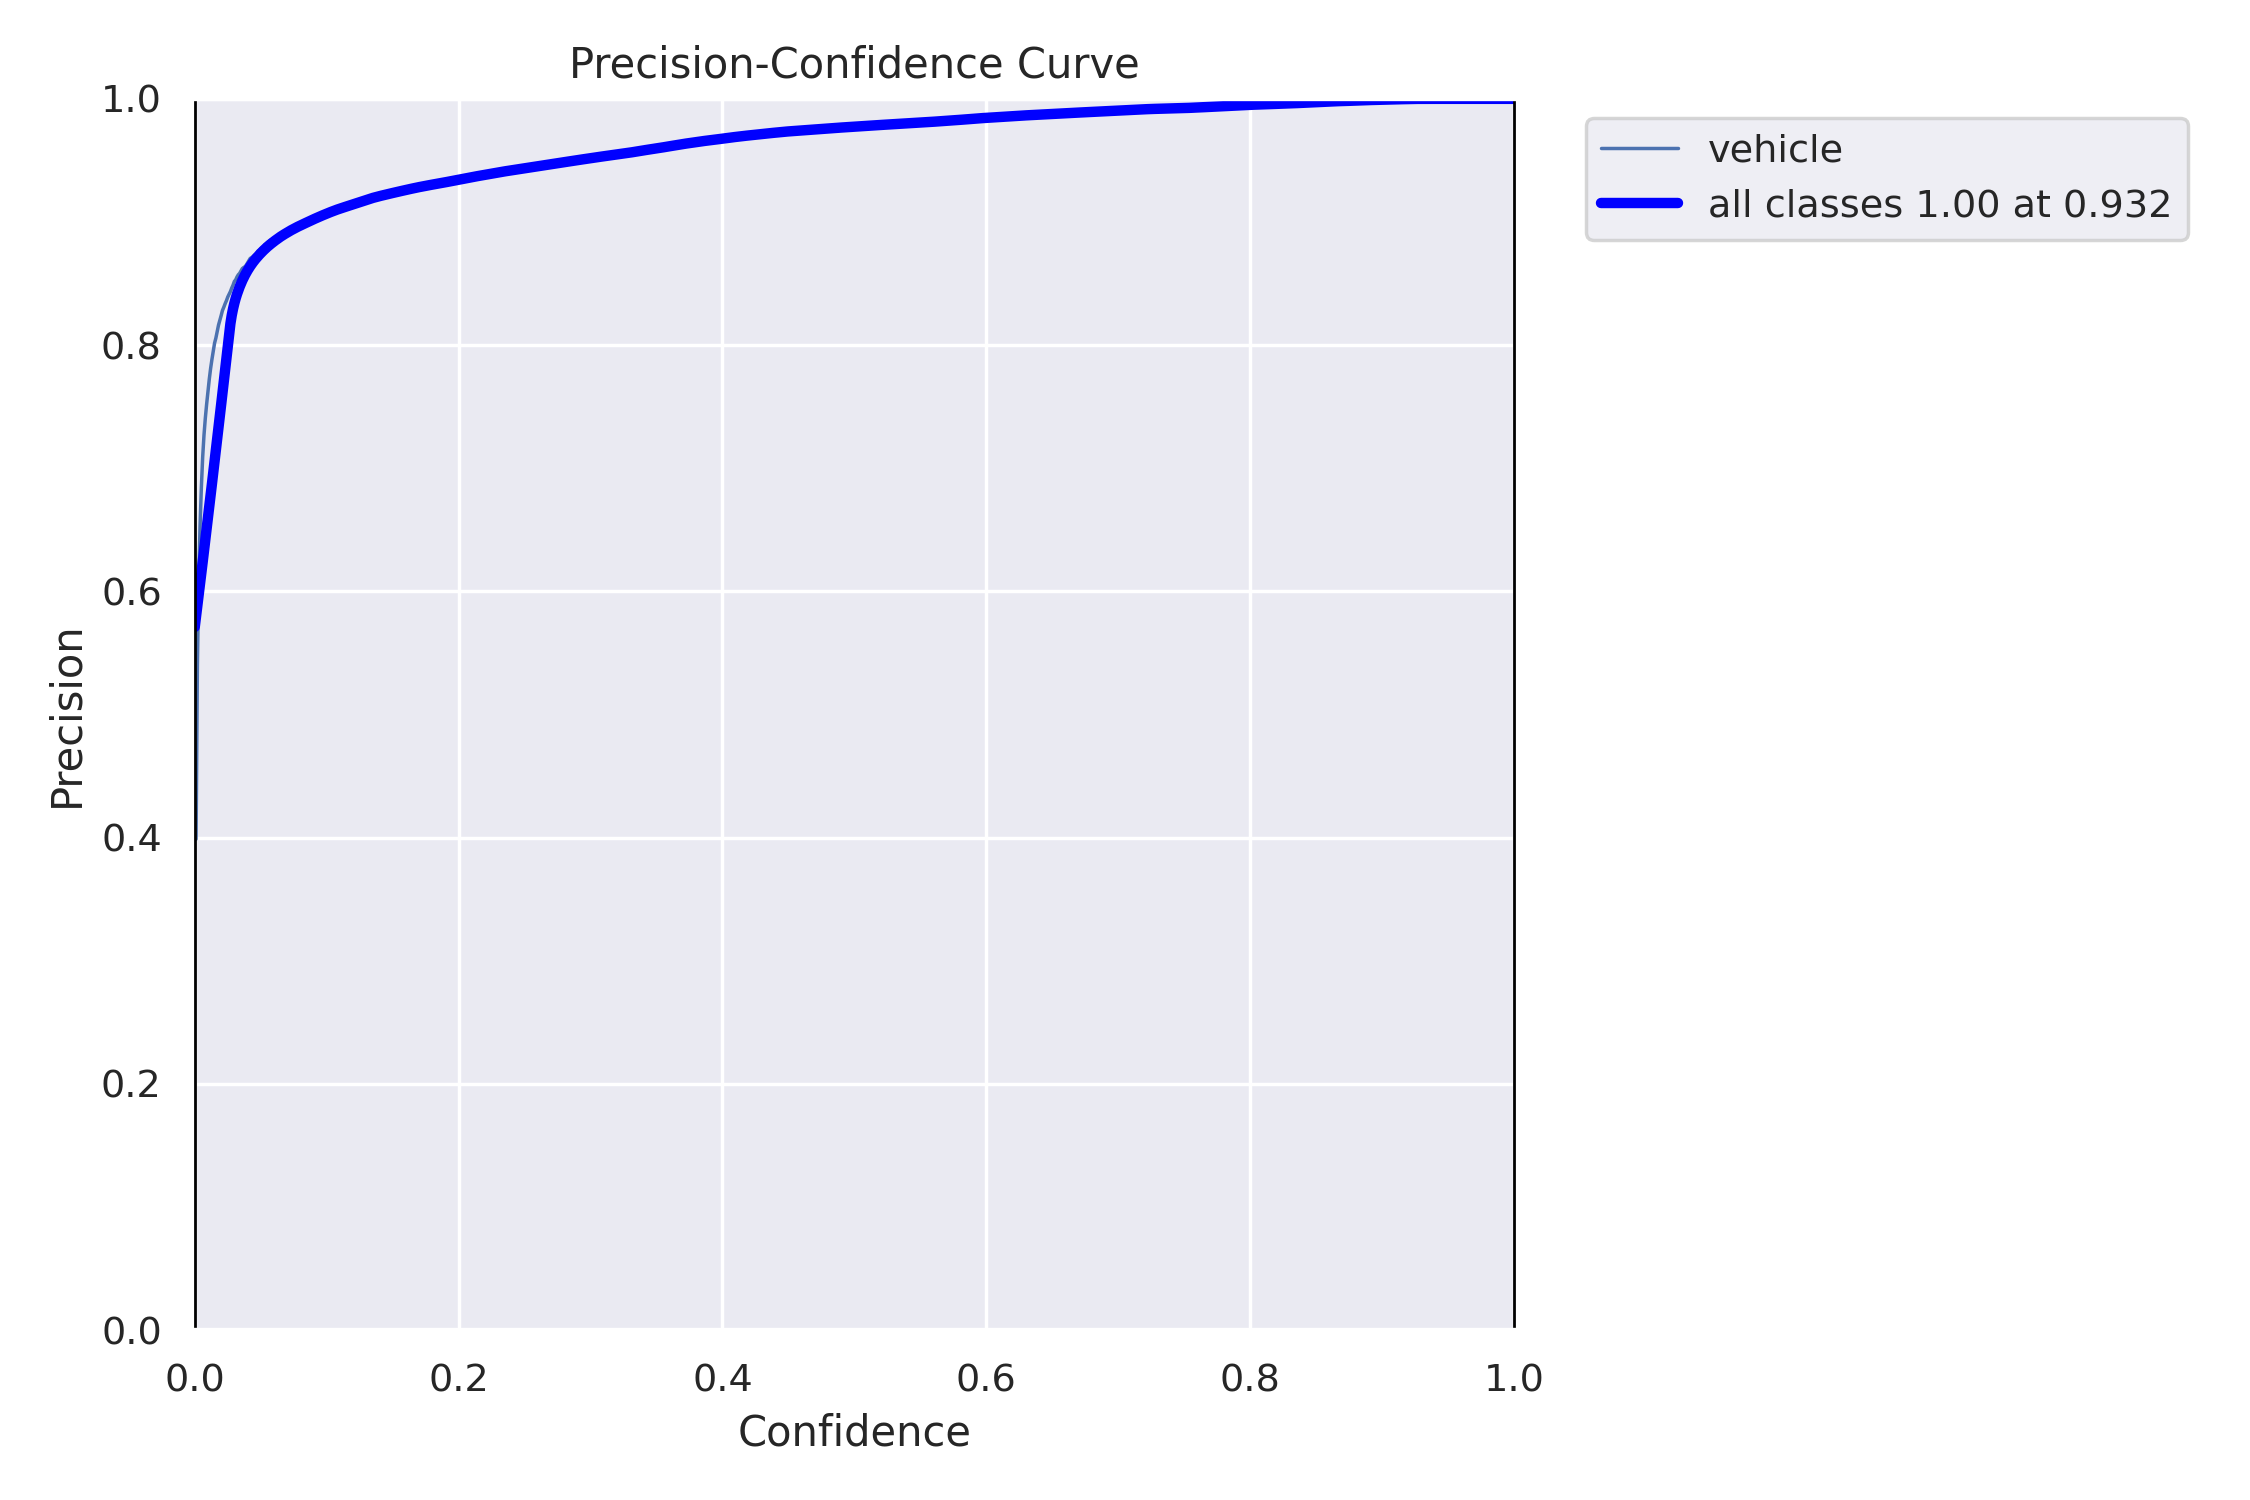 Precision-Confidence Curve
1.0
0.8
0.6
0.4
0.2
0.0
Precision
0.0 0.2 0.4 0.6 0.8 1.0
Confidence
vehicle
all classes 1.00 at 0.932